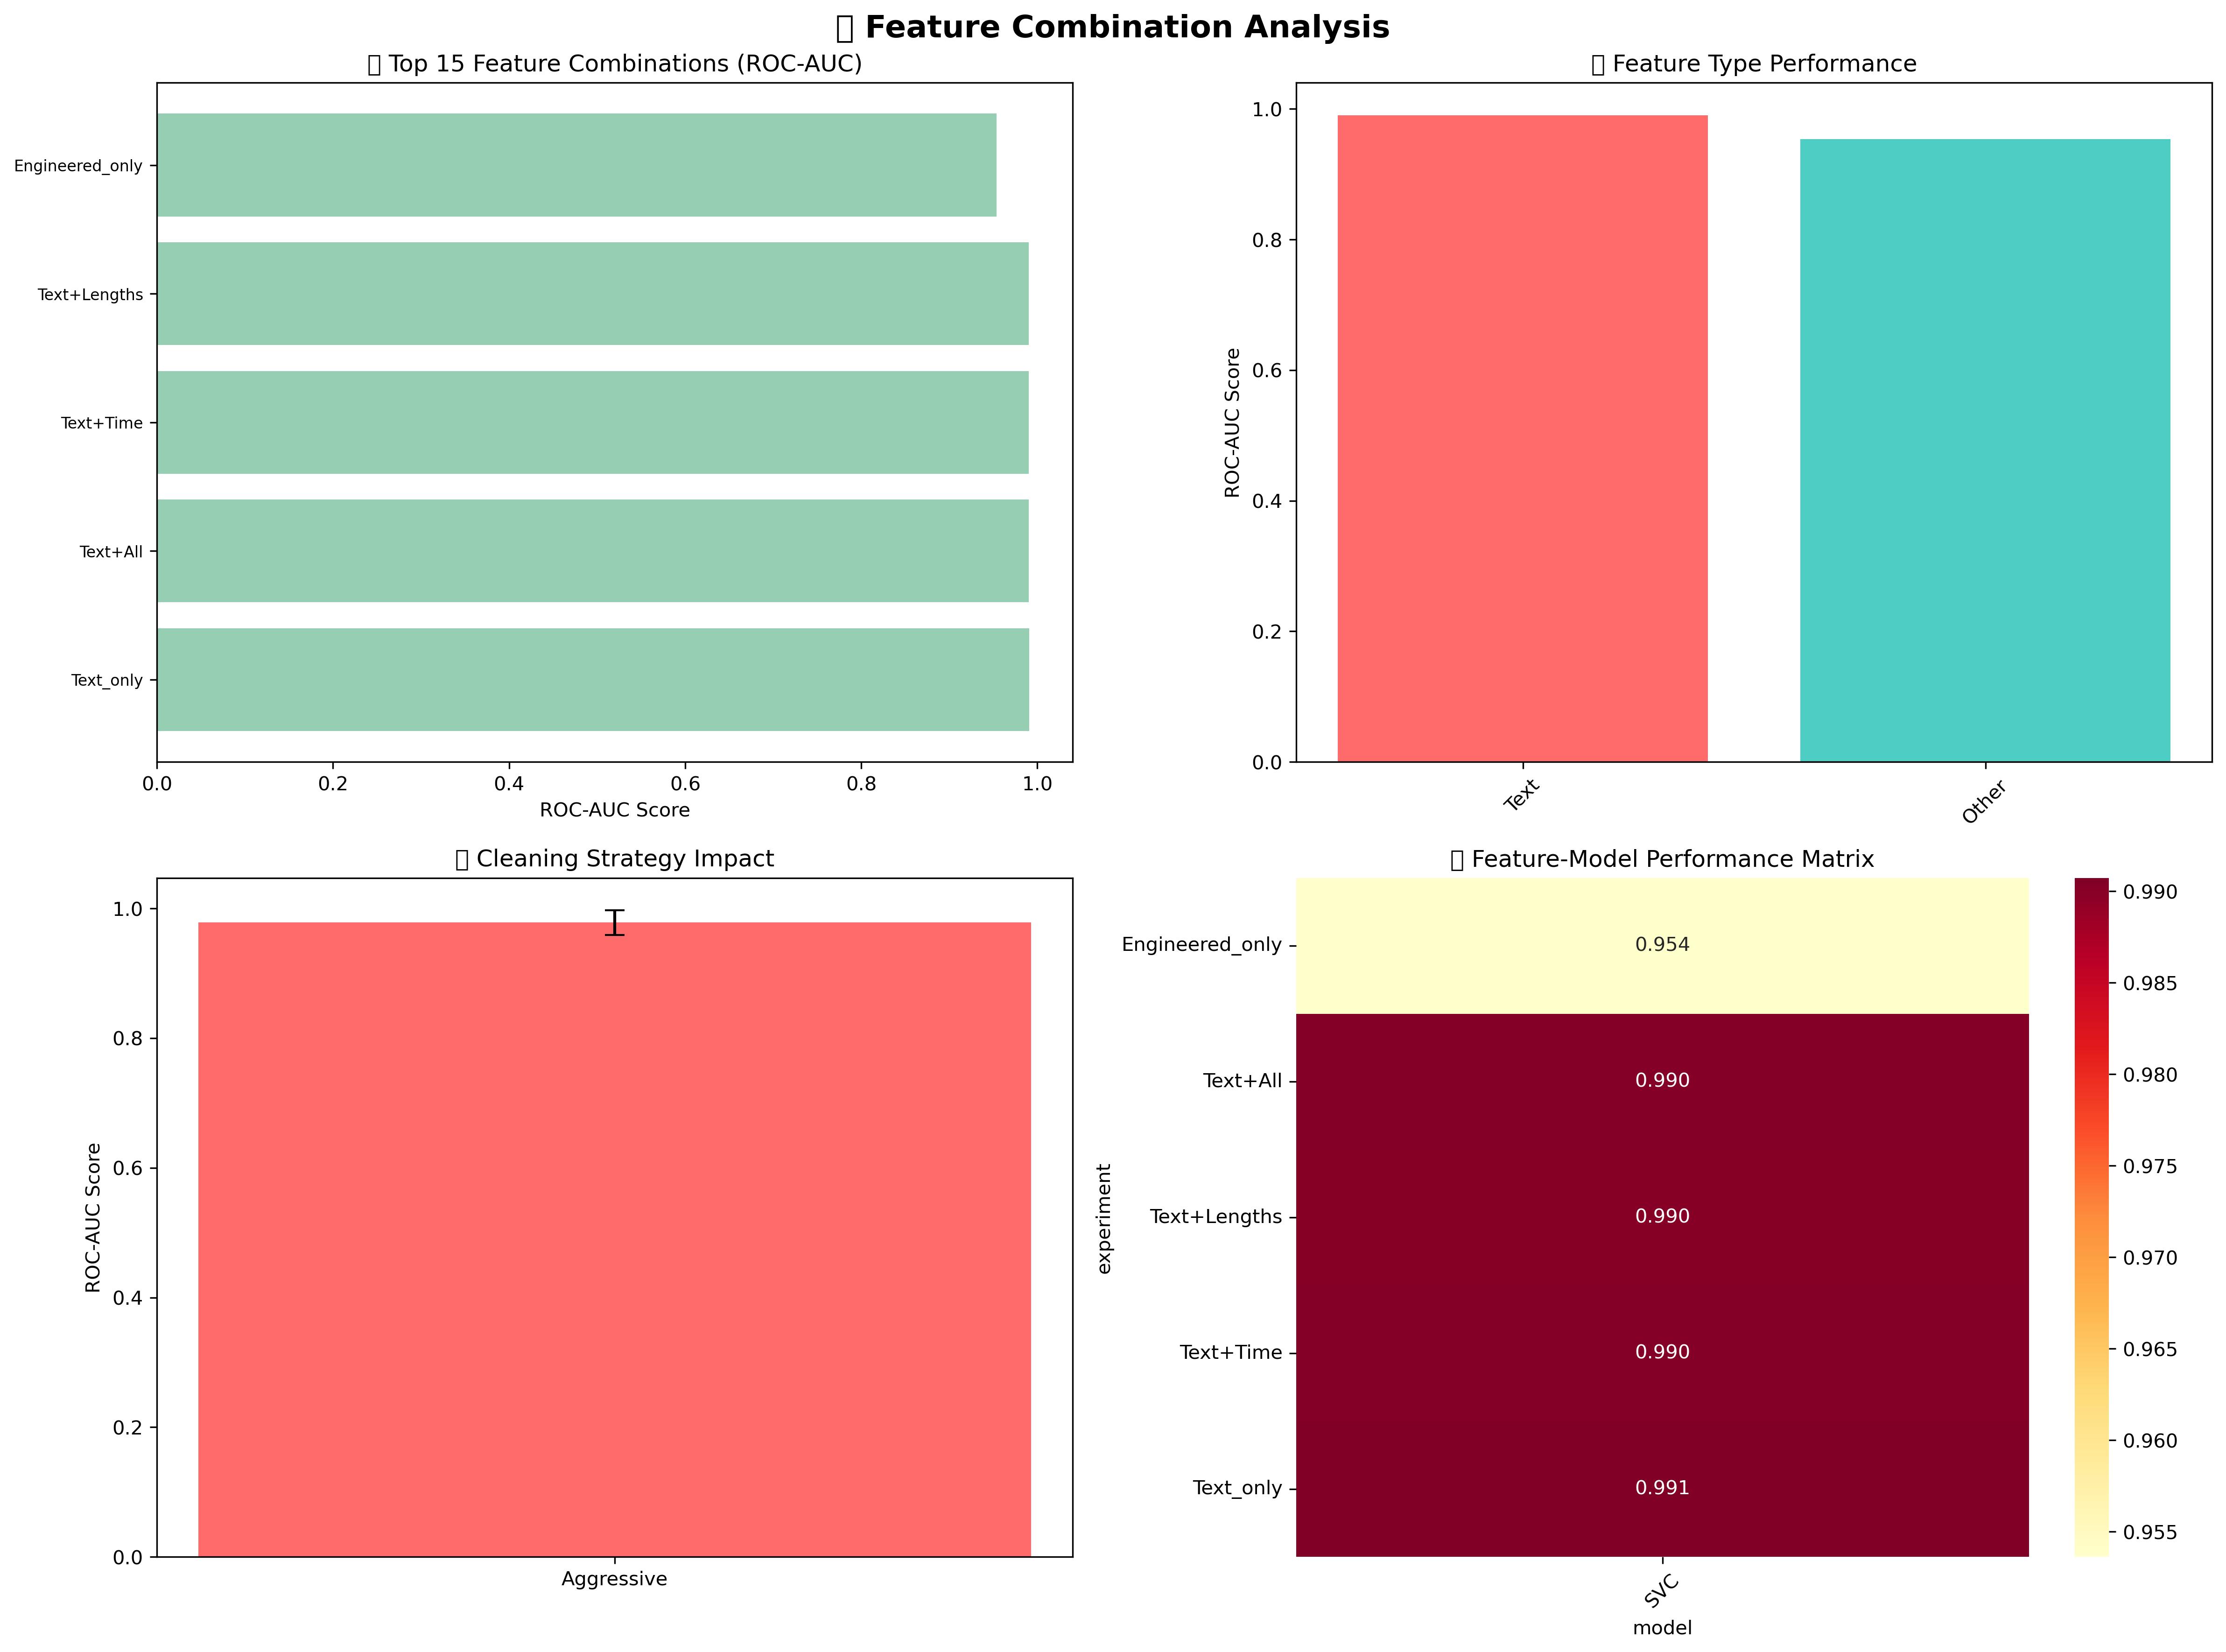 Feature Combination Analysis
Top 15 Feature Combinations (ROC-AUC)
Engineered_only
Text+Lengths
Text+Time
Text+All
Text_only
0.0 0.2 0.4 0.6 0.8 1.0
ROC-AUC Score
Feature Type Performance
ROC-AUC Score
1.0
0.8
0.6
0.4
0.2
0.0
Text Other
Cleaning Strategy Impact
ROC-AUC Score
1.0
0.8
0.6
0.4
0.2
0.0
Aggressive
Feature-Model Performance Matrix
experiment
Engineered_only 0.954
Text+All 0.990
Text+Lengths 0.990
Text+Time 0.990
Text_only 0.991
SVC
model
0.990
0.985
0.980
0.975
0.970
0.965
0.960
0.955